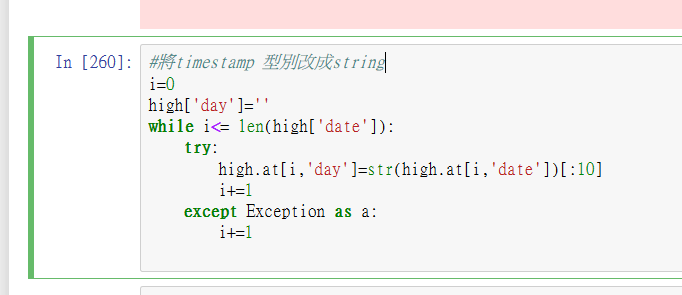 In [260]:
#將timestamp 型別改成string
i=0
high['day']=''
while i<= len(high['date']):
    try:
        high.at[i,'day']=str(high.at[i,'date'])[:10]
        i+=1
    except Exception as a:
        i+=1